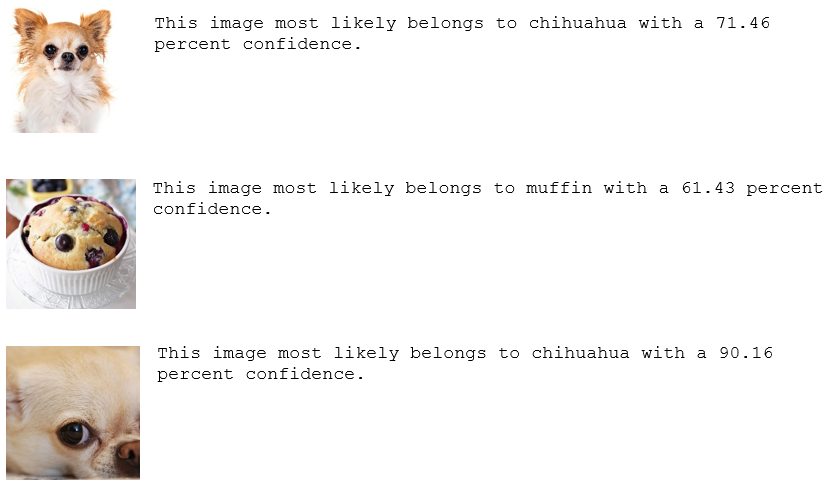 This image most likely belongs to chihuahua with a 71.46
percent confidence.
This image most likely belongs to muffin with a 61.43 percent
confidence.
This image most likely belongs to chihuahua with a 90.16
percent confidence.